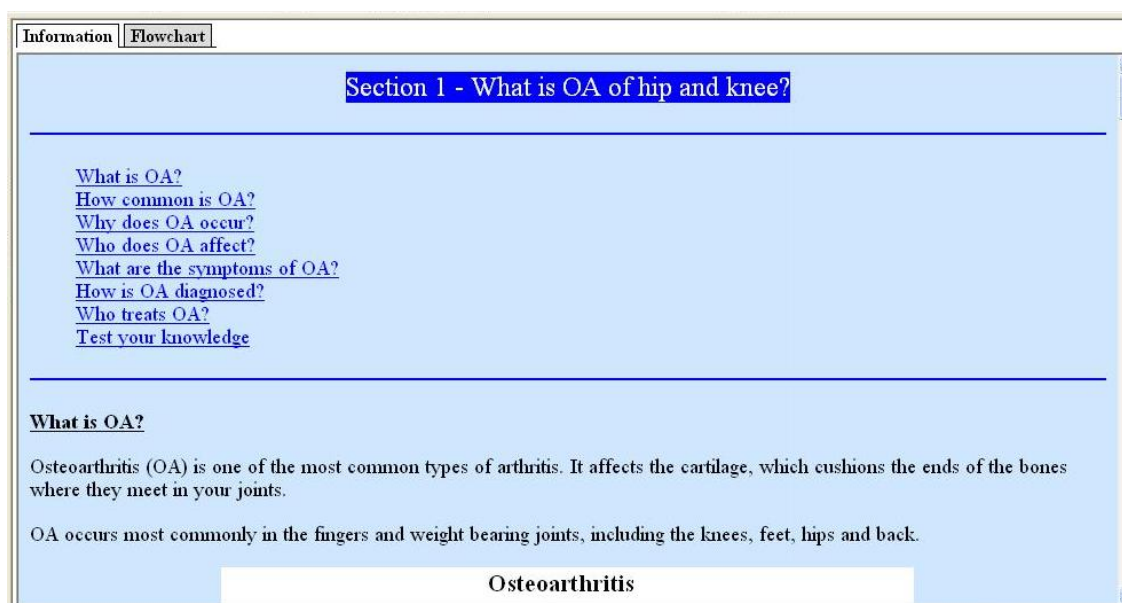 Information Flowchart
Section 1 - What is OA of hip and knee?
What is OA?
How common is OA?
Why does OA occur?
Who does OA affect?
What are the symptoms of OA?
How is OA diagnosed?
Who treats OA?
Test your knowledge
What is OA?
Osteoarthritis (OA) is one of the most common types of arthritis. It affects the cartilage, which cushions the ends of the bones
where they meet in your joints.
OA occurs most commonly in the fingers and weight bearing joints, including the knees, feet, hips and back.
Osteoarthritis